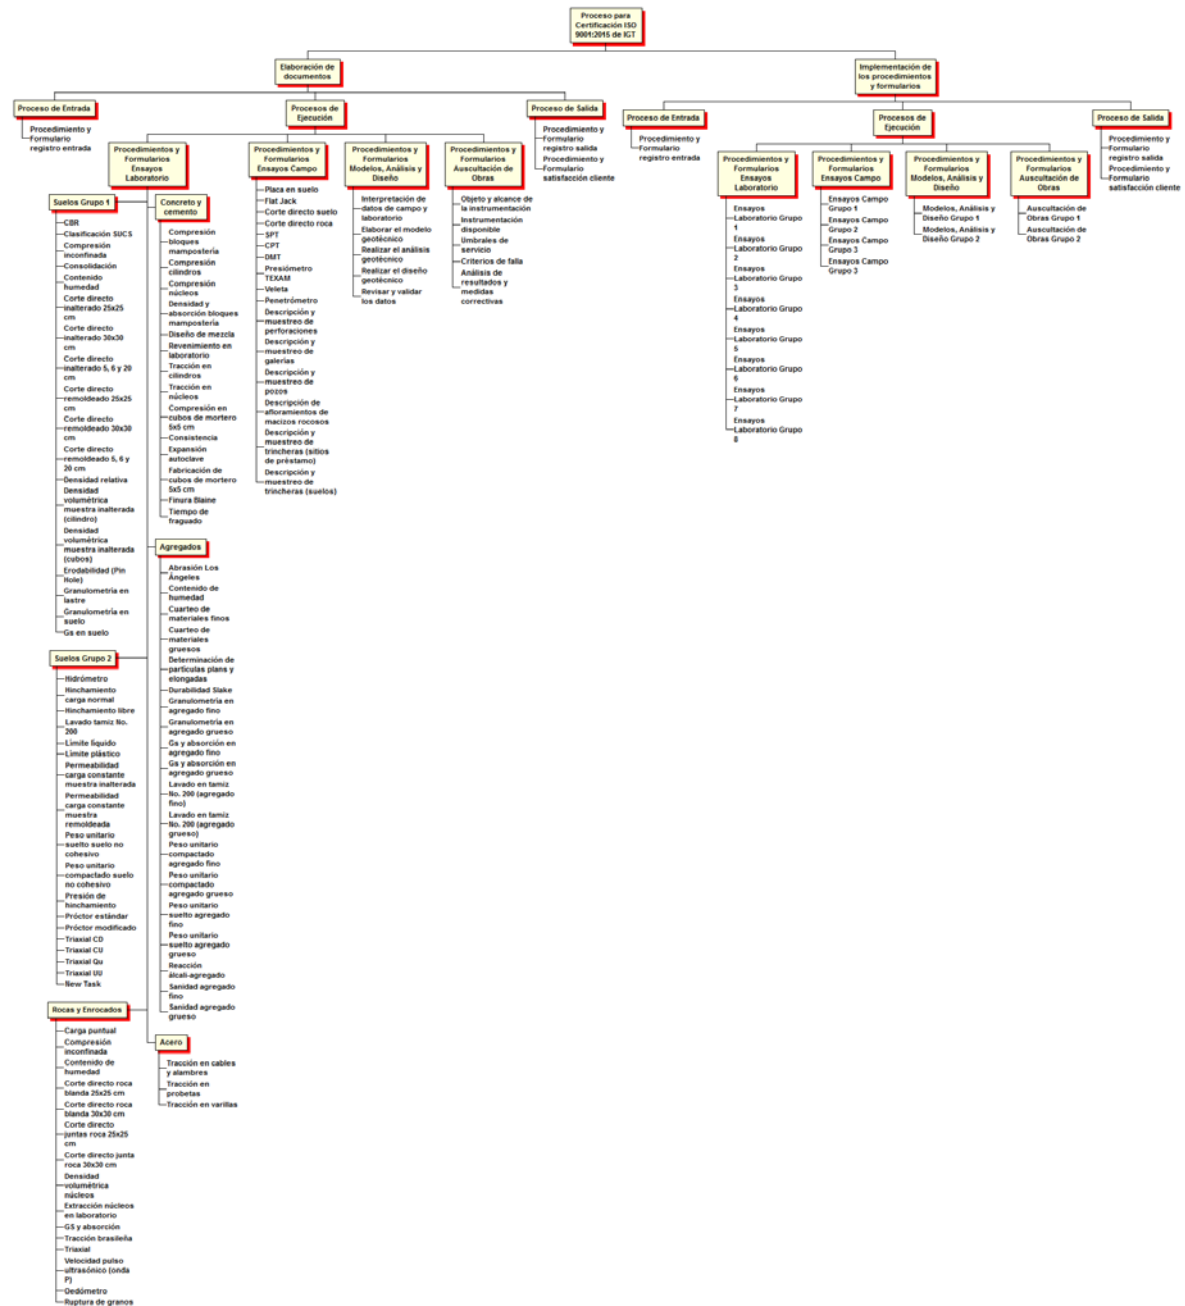 Proceso para
Certificación ISO
9001:2015 de IGT
Elaboración de
documentos
Proceso de Entrada
Procedimiento y
Formulario
registro entrada
Procesos de
Ejecución
Procedimientos y
Formularios
Ensayos
Laboratorio
Suelos Grupo 1
CBR
Clasificación SUCS
Compresión
inconfinada
Consolidación
Contenido
humedad
Corte directo
inalterado 25x25
cm
Corte directo
inalterado 30x30
cm
Corte directo
inalterado 5, 6 y 20
cm
Corte directo
remoldeado 25x25
cm
Corte directo
remoldeado 30x30
cm
Corte directo
remoldeado 5, 6 y
20 cm
Densidad relativa
Densidad
volumétrica
muestra inalterada
(cilindro)
Densidad
volumétrica
muestra inalterada
(cubos)
Erodabilidad (Pin
Hole)
Granulometría en
lastre
Granulometría en
suelo
Gs en suelo
Suelos Grupo 2
Hidrómetro
Hinchamiento
carga normal
Hinchamiento libre
Lavado tamiz No.
200
Límite líquido
Límite plástico
Permeabilidad
carga constante
muestra inalterada
Permeabilidad
carga constante
muestra
remoldeada
Peso unitario
suelto suelo no
cohesivo
Peso unitario
compactado suelo
no cohesivo
Presión de
hinchamiento
Próctor estándar
Próctor modificado
Triaxial CD
Triaxial CU
Triaxial Qu
Triaxial UU
New Task
Rocas y Enrocados
Carga puntual
Compresión
inconfinada
Contenido de
humedad
Corte directo roca
blanda 25x25 cm
Corte directo roca
blanda 30x30 cm
Corte directo
juntas roca 25x25
cm
Corte directo junta
roca 30x30 cm
Densidad
volumétrica
núcleos
Extracción núcleos
en laboratorio
GS y absorción
Tracción brasileña
Triaxial
Velocidad pulso
ultrasónico (onda
P)
Oedómetro
Ruptura de granos
Concreto y
cemento
Compresión
bloques
mampostería
Compresión
cilindros
Compresión
núcleos
Densidad y
absorción bloques
mampostería
Diseño de mezcla
Revenimiento en
laboratorio
Tracción en
cilindros
Tracción en
núcleos
Compresión en
cubos de mortero
5x5 cm
Consistencia
Expansión
autoclave
Fabricación de
cubos de mortero
5x5 cm
Finura Blaine
Tiempo de
fraguado
Agregados
Abrasión Los
Ángeles
Contenido de
humedad
Cuarteo de
materiales finos
Cuarteo de
materiales
gruesos
Determinación de
partículas plans y
elongadas
Durabilidad Slake
Granulometría en
agregado fino
Granulometría en
agregado grueso
Gs y absorción en
agregado fino
Gs y absorción en
agregado grueso
Lavado en tamiz
No. 200 (agregado
fino)
Lavado en tamiz
No. 200 (agregado
grueso)
Peso unitario
compactado
agregado fino
Peso unitario
compactado
agregado grueso
Peso unitario
suelto agregado
fino
Peso unitario
suelto agregado
grueso
Reacción
álcali-agregado
Sanidad agregado
fino
Sanidad agregado
grueso
Acero
Tracción en cables
y alambres
Tracción en
probetas
Tracción en varillas
Procedimientos y
Formularios
Ensayos Campo
Placa en suelo
Flat Jack
Corte directo suelo
Corte directo roca
SPT
CPT
DMT
Presiómetro
TEXAM
Veleta
Penetrómetro
Descripción y
muestreo de
perforaciones
Descripción y
muestreo de
galerías
Descripción y
muestreo de
pozos
Descripción de
afloramientos de
macizos rocosos
Descripción y
muestreo de
trincheras (sitios
de préstamo)
Descripción y
muestreo de
trincheras (suelos)
Procedimientos y
Formularios
Modelos, Análisis y
Diseño
Interpretación de
datos de campo y
laboratorio
Elaborar el modelo
geotécnico
Realizar el análisis
geotécnico
Realizar el diseño
geotécnico
Revisar y validar
los datos
Procedimientos y
Formularios
Auscultación de
Obras
Objeto y alcance de
la instrumentación
Instrumentación
disponible
Umbrales de
servicio
Criterios de falla
Análisis de
resultados y
medidas
correctivas
Proceso de Salida
Procedimiento y
Formulario
registro salida
Procedimiento y
Formulario
satisfacción cliente
Implementación de
los procedimientos
y formularios
Proceso de Entrada
Procedimiento y
Formulario
registro entrada
Procesos de
Ejecución
Procedimientos y
Formularios
Ensayos
Laboratorio
Ensayos
Laboratorio Grupo
1
Ensayos
Laboratorio Grupo
2
Ensayos
Laboratorio Grupo
3
Ensayos
Laboratorio Grupo
4
Ensayos
Laboratorio Grupo
5
Ensayos
Laboratorio Grupo
6
Ensayos
Laboratorio Grupo
7
Ensayos
Laboratorio Grupo
8
Procedimientos y
Formularios
Ensayos Campo
Ensayos Campo
Grupo 1
Ensayos Campo
Grupo 2
Ensayos Campo
Grupo 3
Ensayos Campo
Grupo 3
Procedimientos y
Formularios
Modelos, Análisis y
Diseño
Modelos, Análisis y
Diseño Grupo 1
Modelos, Análisis y
Diseño Grupo 2
Procedimientos y
Formularios
Auscultación de
Obras
Auscultación de
Obras Grupo 1
Auscultación de
Obras Grupo 2
Proceso de Salida
Procedimiento y
Formulario
registro salida
Procedimiento y
Formulario
satisfacción cliente